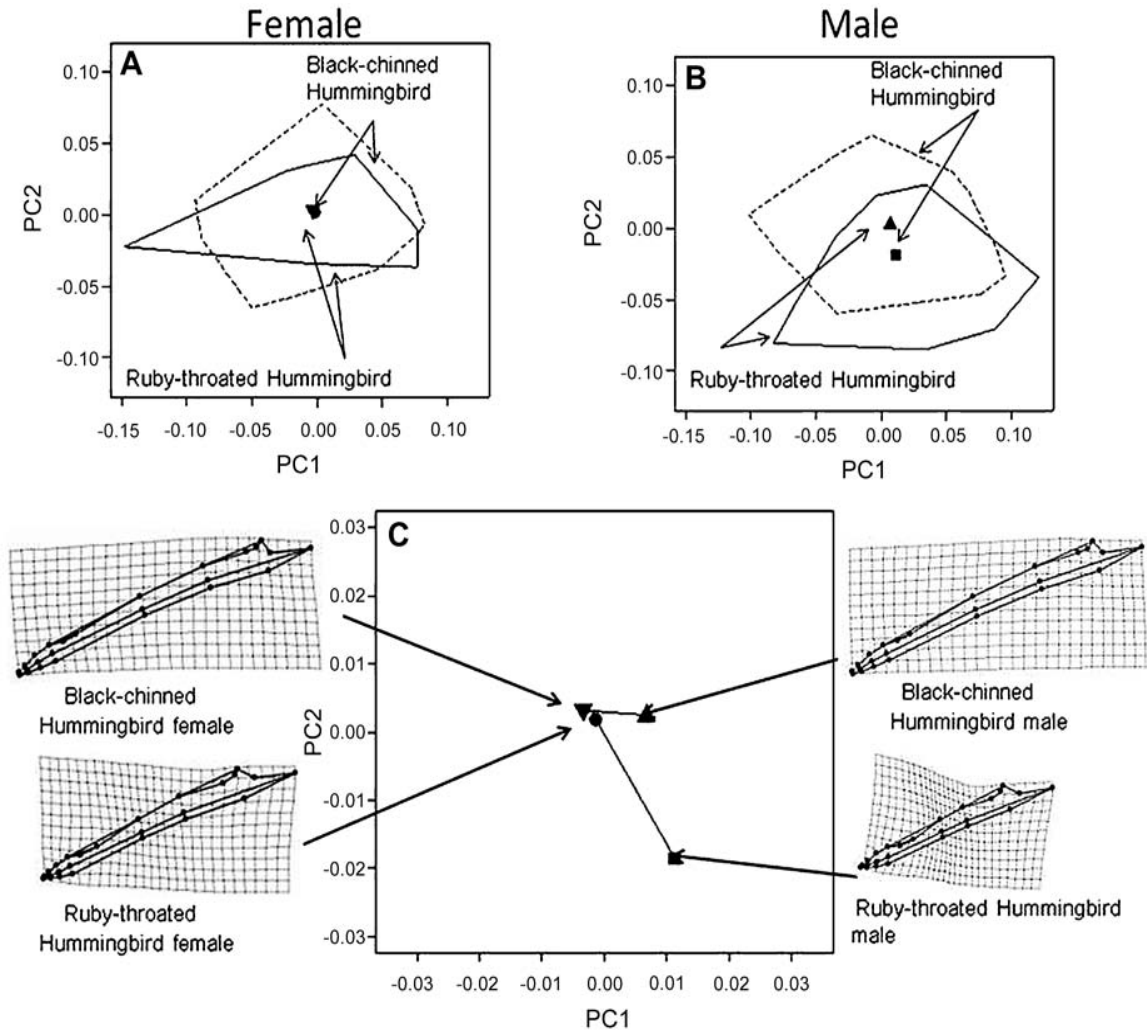 Female
Male
A
Black-chinned
Hummingbird
0.10
0.05
0.00
-0.05
-0.10
PC2
Ruby-throated Hummingbird
-0.15 -0.10 -0.05 0.00 0.05 0.10
PC1
B
Black-chinned
Hummingbird
0.10
0.05
0.00
-0.05
-0.10
PC2
Ruby-throated Hummingbird
-0.15 -0.10 -0.05 0.00 0.05 0.10
PC1
Black-chinned
Hummingbird female
Ruby-throated
Hummingbird female
C
0.03
0.02
0.01
0.00
-0.01
-0.02
-0.03
PC2
-0.03 -0.02 -0.01 0.00 0.01 0.02 0.03
PC1
Black-chinned
Hummingbird male
Ruby-throated Hummingbird
male